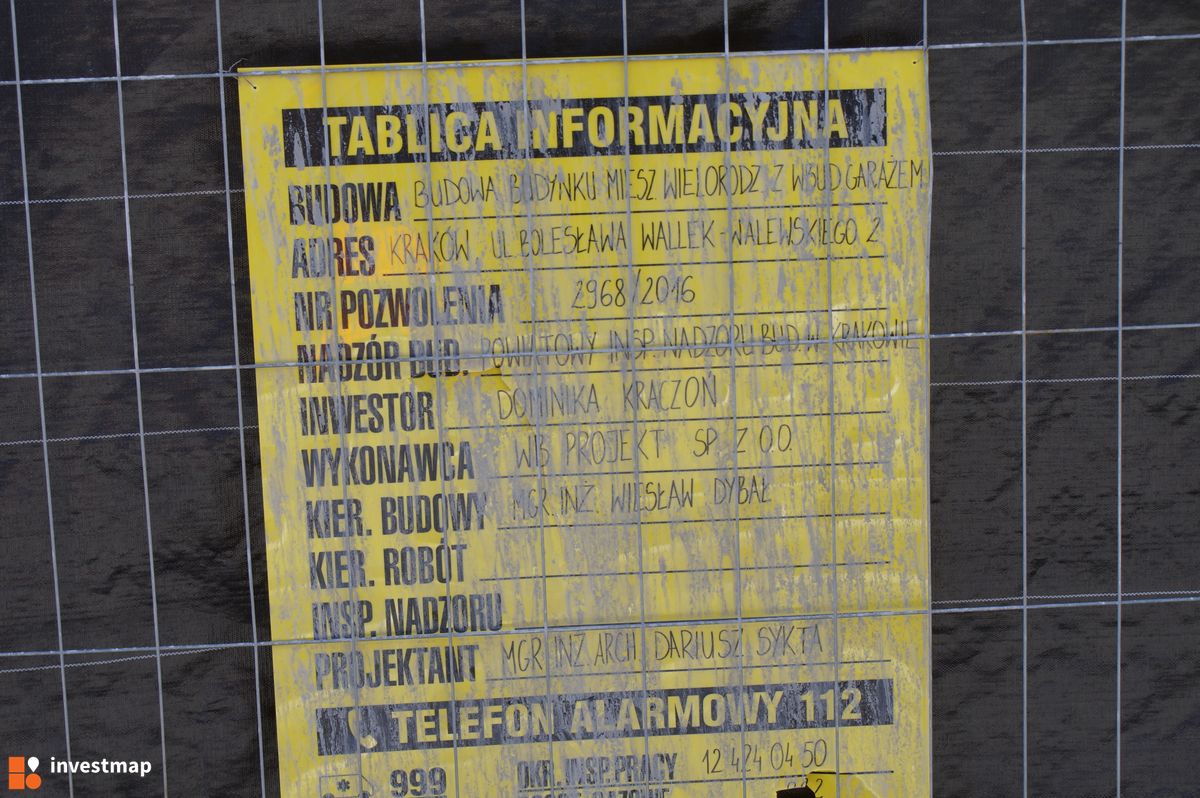 TABLICA INFORMACYJNA
BUDOWA BUDOWA BUDYNKU MIESZ. WIELORODZ. Z WBUD. GARAŻEM
ADRES KRAKÓW, UL. BOLESŁAWA WALLEK-WALEWSKIEGO 2
NR POZWOLENIA 2968/2016
NADZÓR BUD. POWIATOWY INSP. NADZORU BUD. W KRAKOWIE
INWESTOR DOMINIKA KRACZOŃ
WYKONAWCA WB PROJEKT SP. Z O.O.
KIER. BUDOWY MGR. INŻ. WIESŁAW DYBAŁ
KIER. ROBÓT
INSP. NADZORU
PROJEKTANT MGR INŻ. ARCH. DARIUSZ SYKTA
TELEFON ALARMOWY 112
999 OKR. INSP. PRACY 12 424 04 50
investmap